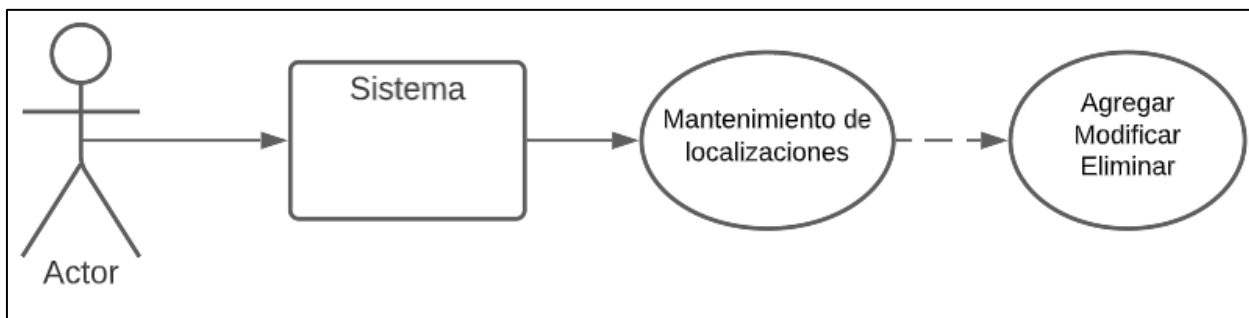 Sistema
Mantenimiento de
localizaciones
Agregar
Modificar
Eliminar
Actor